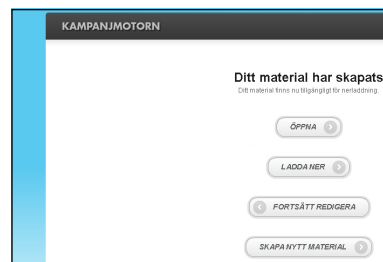 KAMPANJMOTORN
Ditt material har skapats
Ditt material finns nu tillgängligt för nerladdning.
ÖPPNA
LADDA NER
FORTSÄTT REDIGERA
SKAPA NYTT MATERIAL